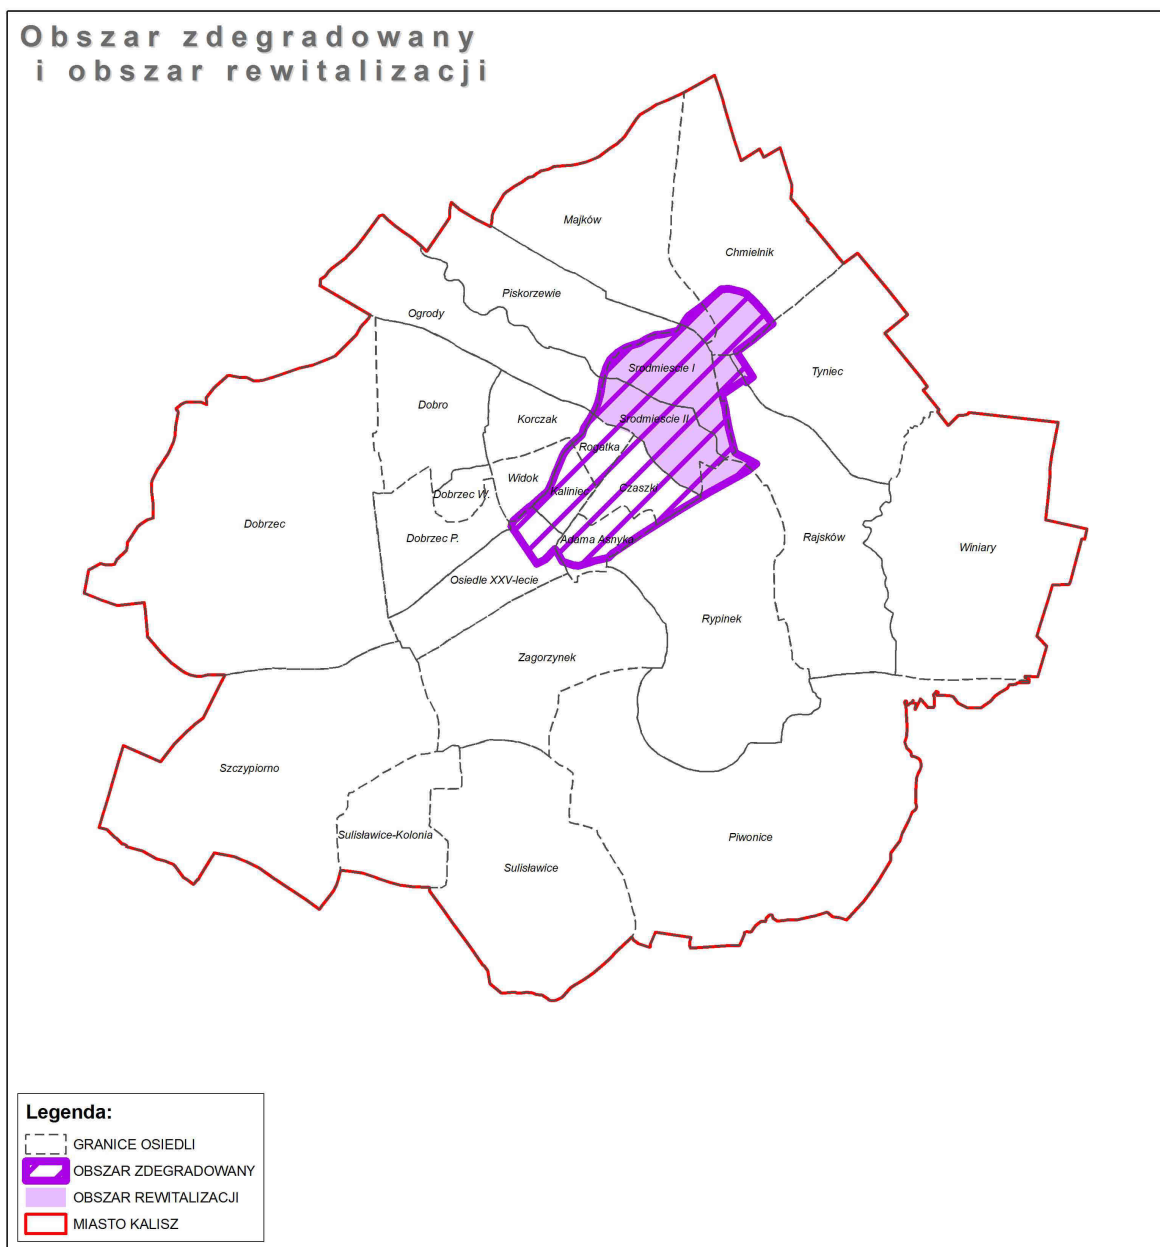 Obszar zdegradowany
i obszar rewitalizacji
Majków
Chmielnik
Piskorzewie
Ogrody
Śródmieście I
Tyniec
Dobro
Korczak
Śródmieście II
Rogatka
Widok
Kaliniec
Czaszki
Dobrzec W.
Dobrzec
Dobrzec P.
Adama Asnyka
Rajsków
Winiary
Osiedle XXV-lecie
Rypinek
Zagorzynek
Szczypiorno
Sulisławice-Kolonia
Piwonice
Sulisławice
Legenda:
GRANICE OSIEDLI
OBSZAR ZDEGRADOWANY
OBSZAR REWITALIZACJI
MIASTO KALISZ